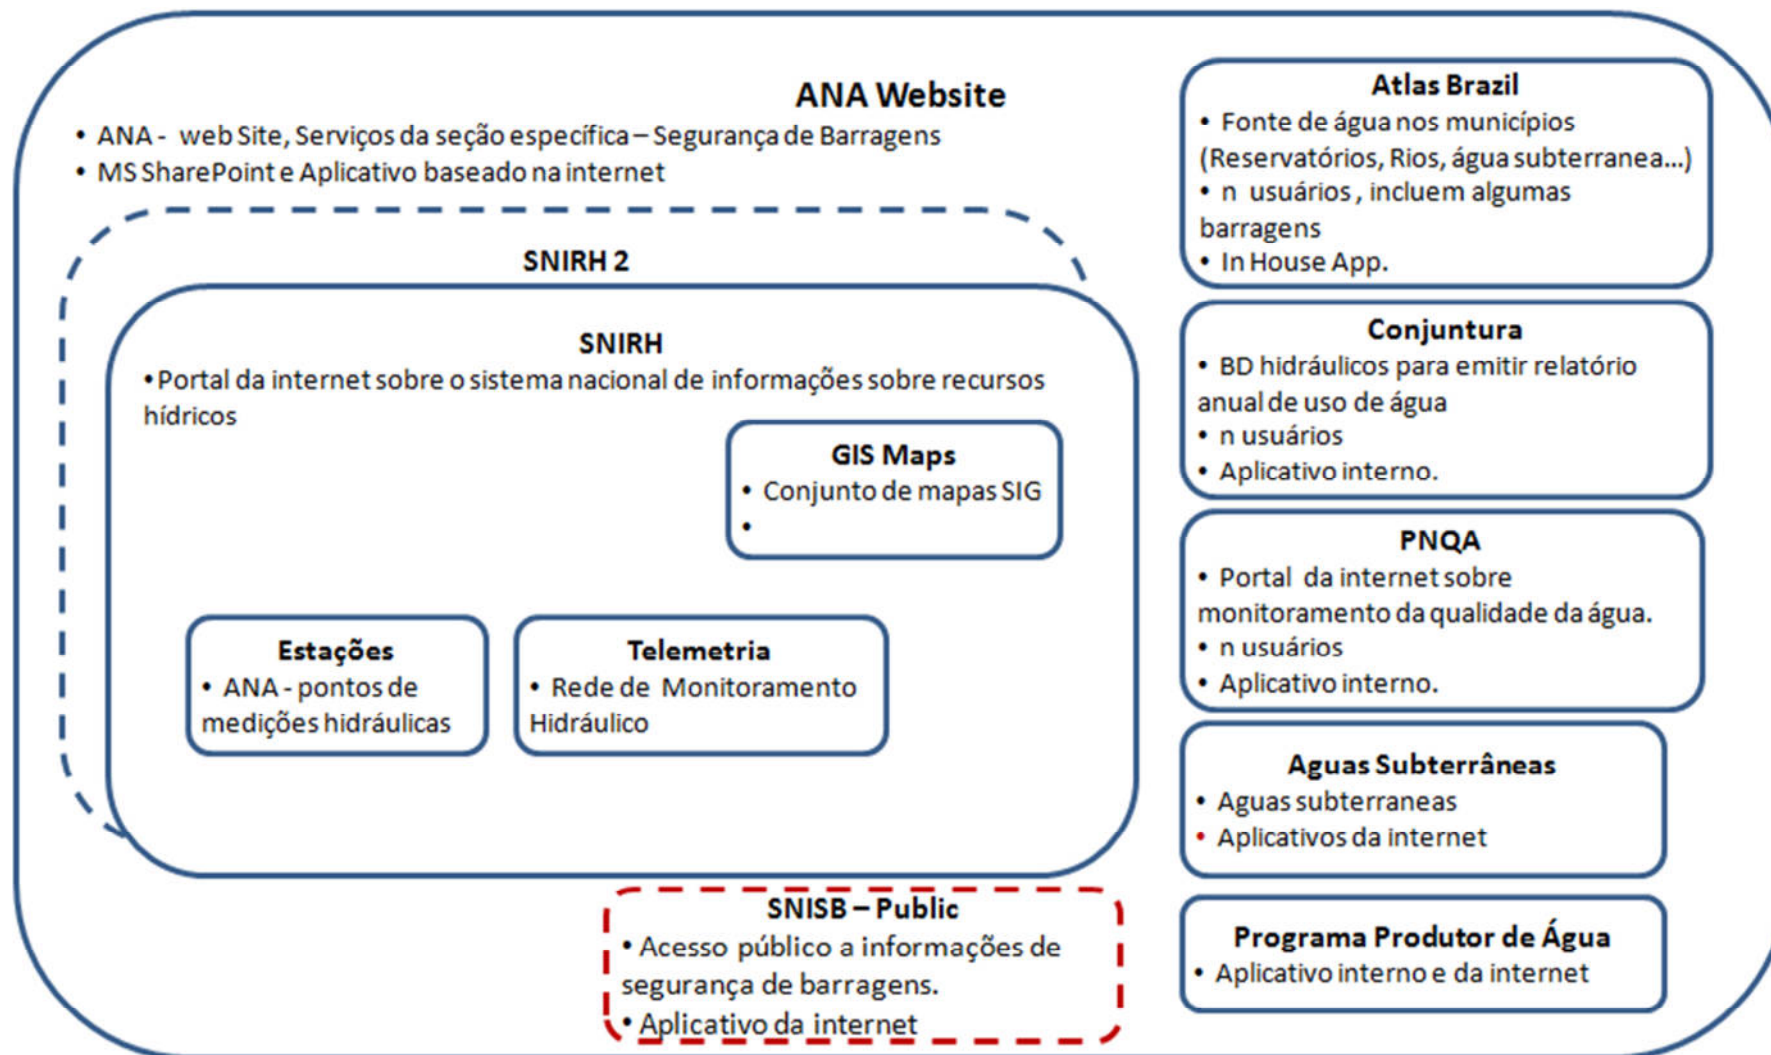 ANA Website
• ANA - web Site, Serviços da seção específica – Segurança de Barragens
• MS SharePoint e Aplicativo baseado na internet
SNIRH 2
SNIRH
• Portal da internet sobre o sistema nacional de informações sobre recursos
hídricos
GIS Maps
• Conjunto de mapas SIG
•
Estações
• ANA - pontos de
medições hidráulicas
Telemetria
• Rede de Monitoramento
Hidráulico
SNISB – Public
• Acesso público a informações de
segurança de barragens.
• Aplicativo da internet
Atlas Brazil
• Fonte de água nos municípios
(Reservatórios, Rios, água subterranea...)
• n usuários , incluem algumas
barragens
• In House App.
Conjuntura
• BD hidráulicos para emitir relatório
anual de uso de água
• n usuários
• Aplicativo interno.
PNQA
• Portal da internet sobre
monitoramento da qualidade da água.
• n usuários
• Aplicativo interno.
Aguas Subterrâneas
• Aguas subterraneas
• Aplicativos da internet
Programa Produtor de Água
• Aplicativo interno e da internet